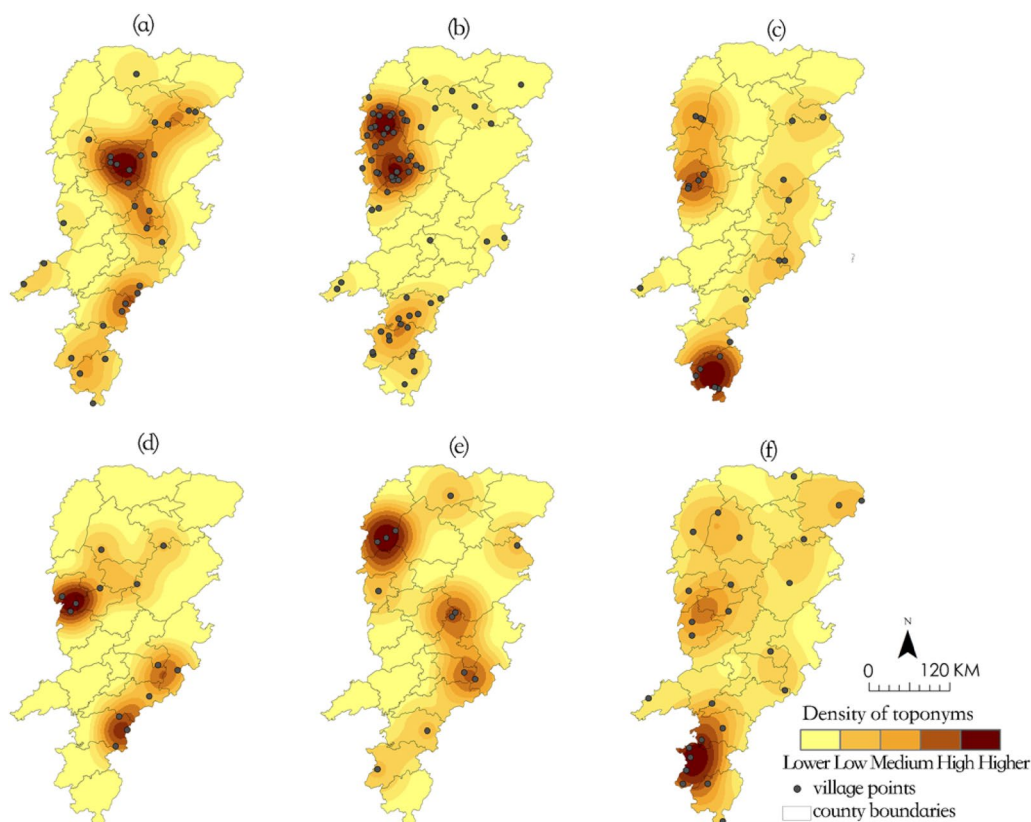 (a)
(b)
(c)
(d)
(e)
(f)
N
0 120 KM
Density of toponyms
Lower Low Medium High Higher
village points
county boundaries